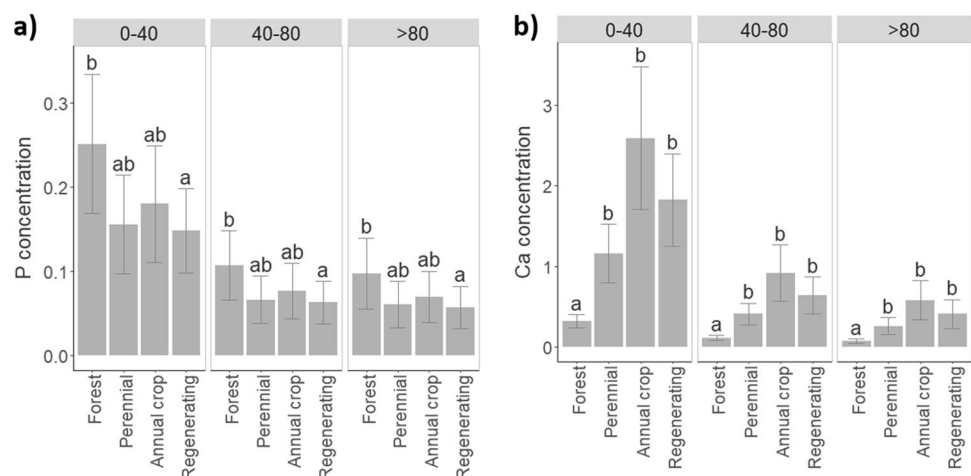 a)
0-40
40-80
>80
P concentration
0.3
0.2
0.1
0.0
b
ab
ab
a
b
ab
ab
a
b
ab
ab
a
Forest
Perennial
Annual crop
Regenerating
Forest
Perennial
Annual crop
Regenerating
Forest
Perennial
Annual crop
Regenerating
b)
0-40
40-80
>80
Ca concentration
3
2
1
0
a
b
b
b
a
b
b
b
a
b
b
b
Forest
Perennial
Annual crop
Regenerating
Forest
Perennial
Annual crop
Regenerating
Forest
Perennial
Annual crop
Regenerating